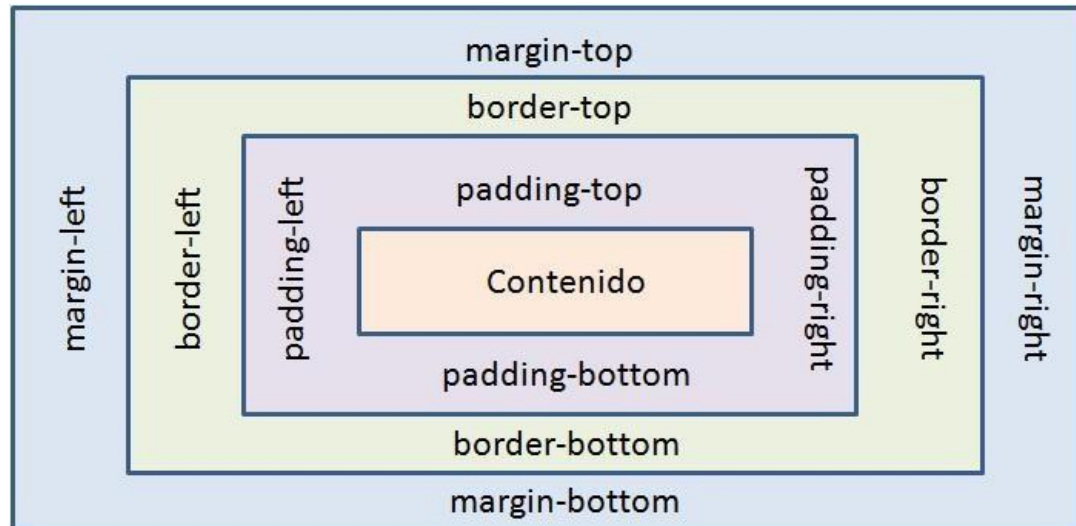 margin-top
border-top
padding-top
margin-left
border-left
padding-left
Contenido
padding-right
border-right
margin-right
padding-bottom
border-bottom
margin-bottom